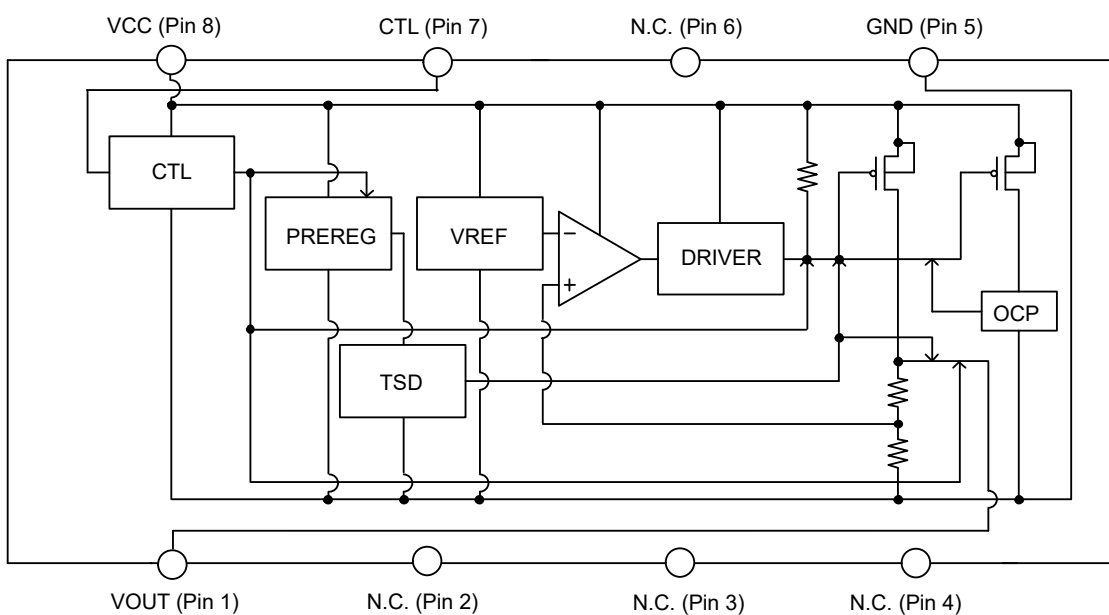 VCC (Pin 8)
CTL (Pin 7)
N.C. (Pin 6)
GND (Pin 5)
CTL
PREREG
VREF
−
+
DRIVER
OCP
TSD
VOUT (Pin 1)
N.C. (Pin 2)
N.C. (Pin 3)
N.C. (Pin 4)